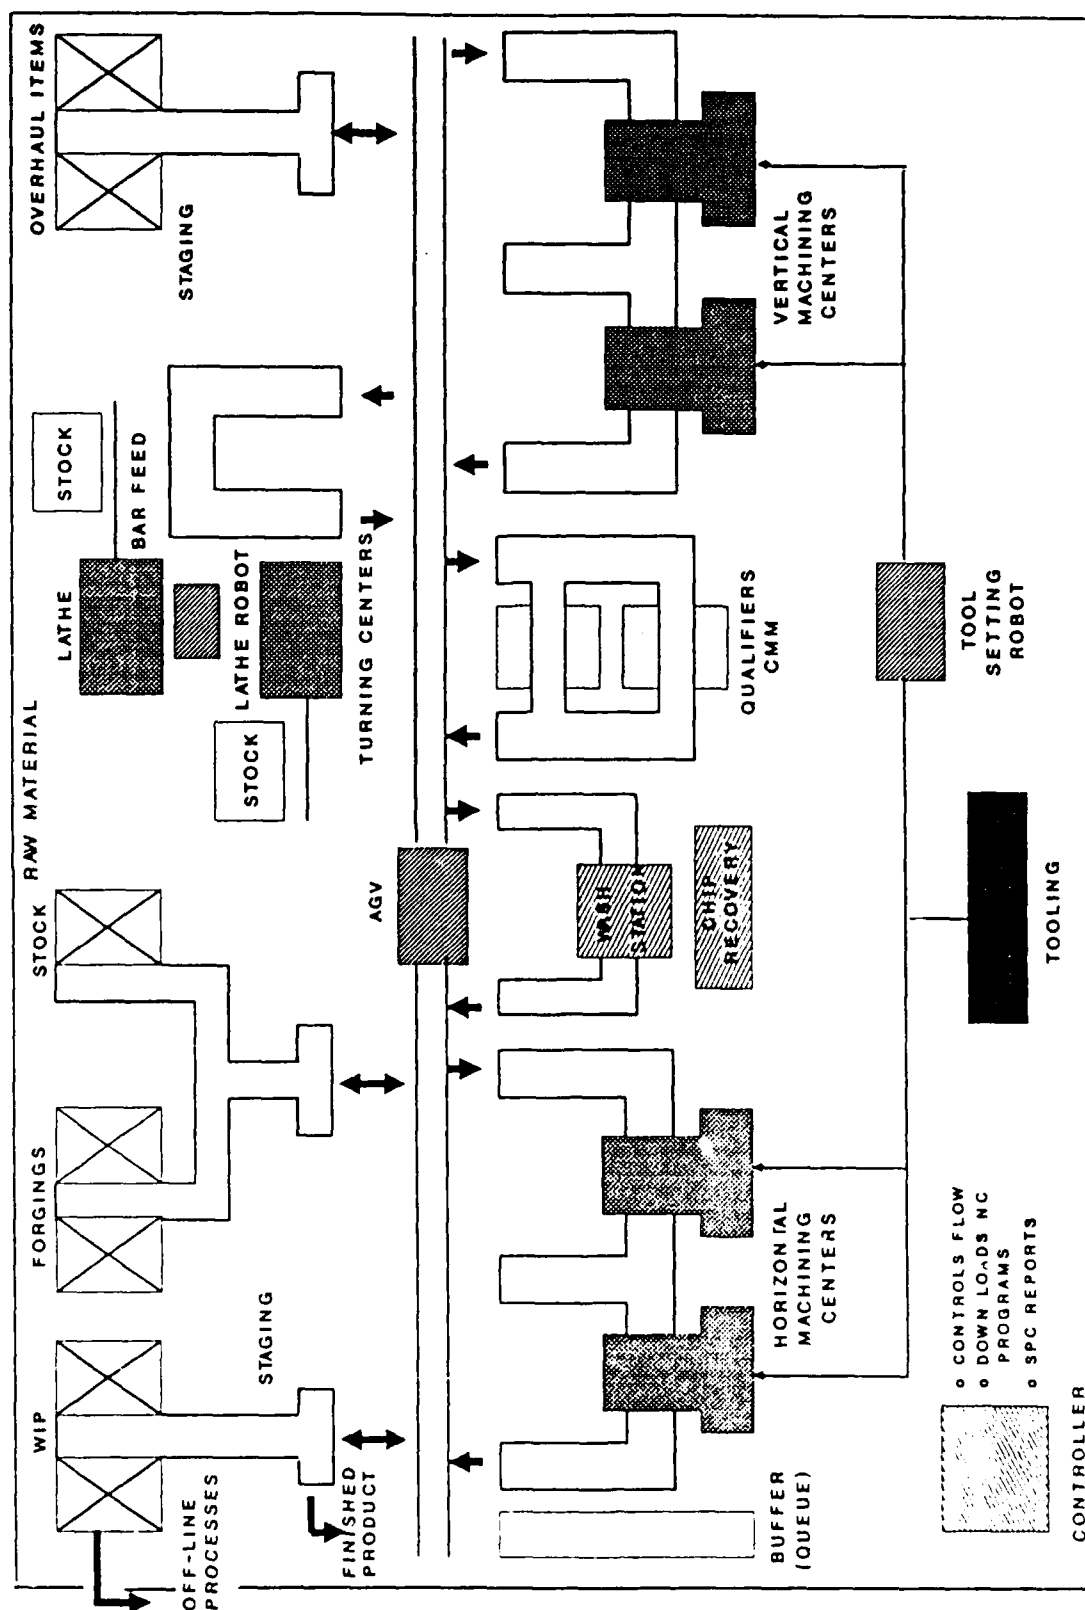 WIP
FORGINGS
STOCK
RAW MATERIAL
LATHE
STOCK
BAR FEED
OVERHAUL ITEMS
OFF-LINE
PROCESSES
STAGING
STOCK
LATHE ROBOT
STAGING
FINISHED
PRODUCT
AGV
TURNING CENTERS
WASH
STATION
CHIP
RECOVERY
QUALIFIERS
CMM
BUFFER
(QUEUE)
HORIZONTAL
MACHINING
CENTERS
VERTICAL
MACHINING
CENTERS
TOOL
SETTING
ROBOT
TOOLING
o CONTROLS FLOW
o DOWN LOADS NC
PROGRAMS
o SPC REPORTS
CONTROLLER